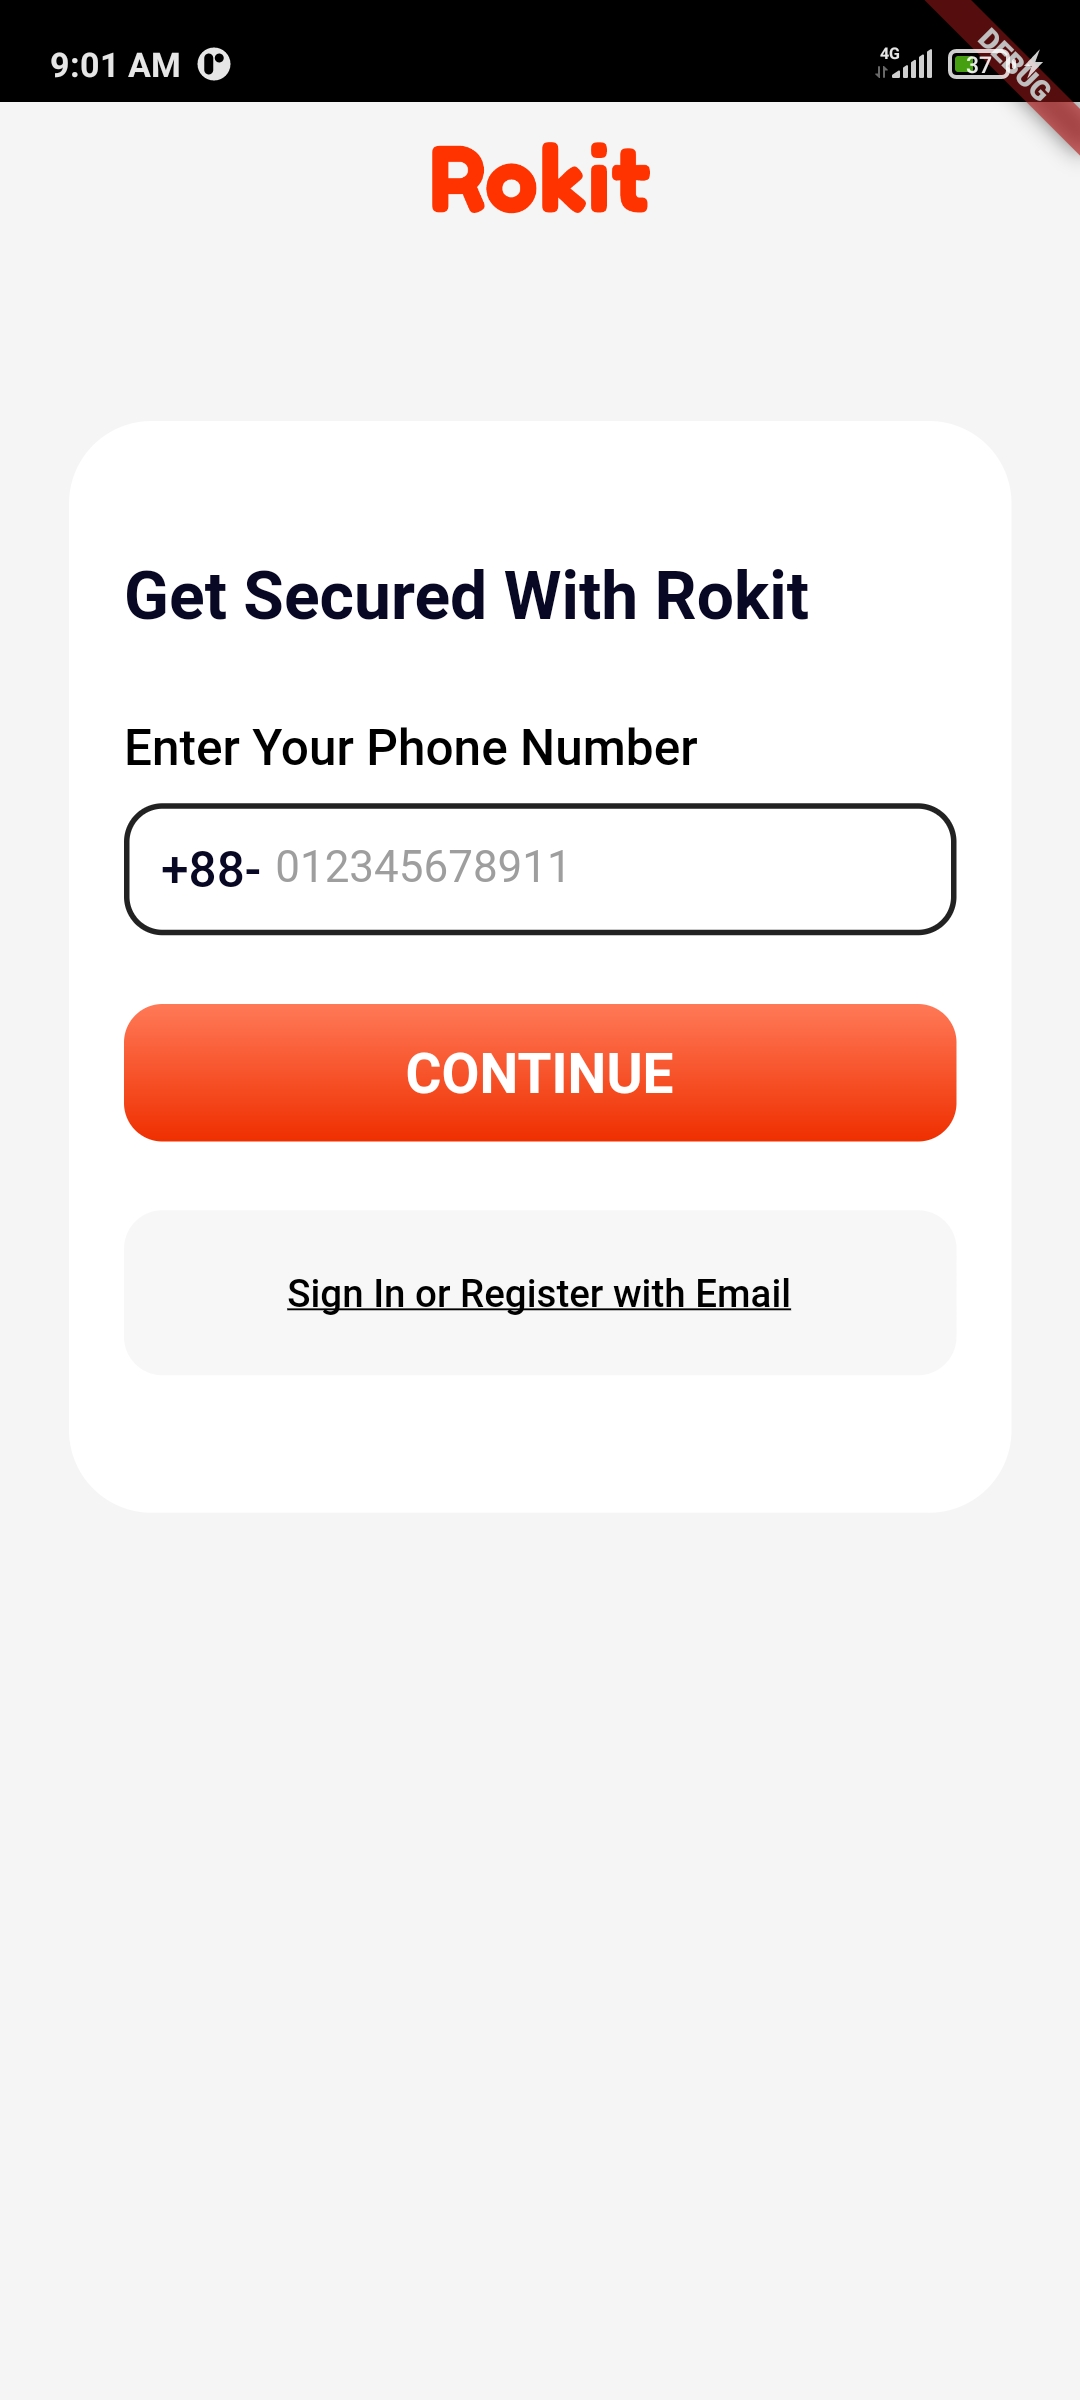 9:01 AM
4G
37
DEBUG
Rokit
Get Secured With Rokit
Enter Your Phone Number
+88- 012345678911
CONTINUE
Sign In or Register with Email